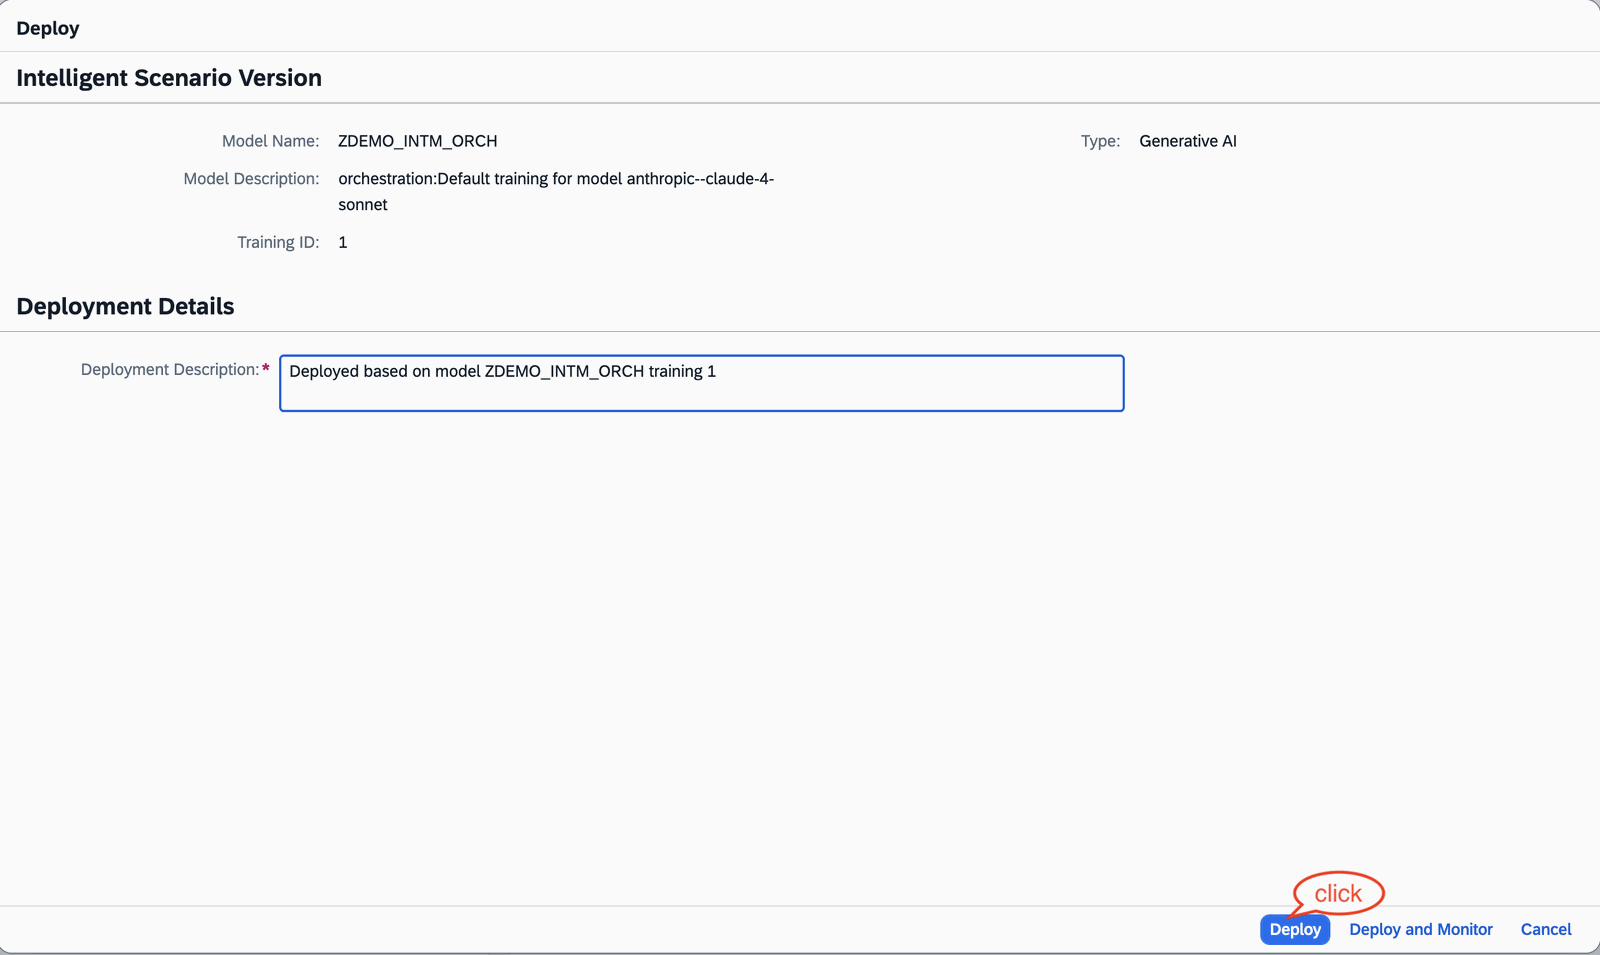 Deploy
Intelligent Scenario Version
Model Name: ZDEMO_INTM_ORCH
Type: Generative AI
Model Description: orchestration:Default training for model anthropic--claude-4-
sonnet
Training ID: 1
Deployment Details
Deployment Description:* Deployed based on model ZDEMO_INTM_ORCH training 1
click
Deploy Deploy and Monitor Cancel